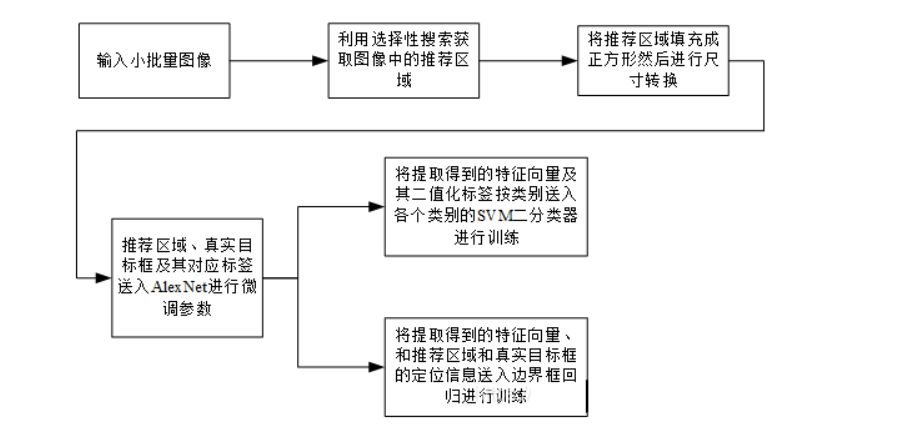 输入小批量图像
利用选择性搜索获
取图像中的推荐区
域
将推荐区域填充成
正方形然后进行尺
寸转换
推荐区域、真实目
标框及其对应标签
送入AlexNet进行微
调参数
将提取得到的特征向量及
其二值化标签按类别送入
各个类别的SVM二分类器
进行训练
将提取得到的特征向量、
和推荐区域和真实目标框
的定位信息送入边界框回
归进行训练